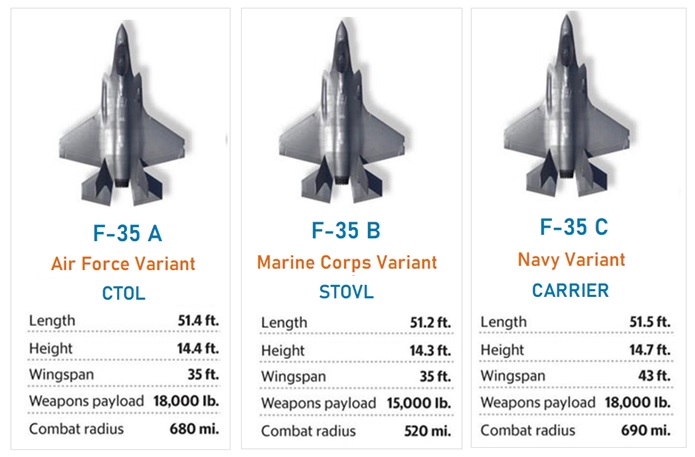 F-35 A
Air Force Variant
CTOL
Length 51.4 ft.
Height 14.4 ft.
Wingspan 35 ft.
Weapons payload 18,000 lb.
Combat radius 680 mi.
F-35 B
Marine Corps Variant
STOVL
Length 51.2 ft.
Height 14.3 ft.
Wingspan 35 ft.
Weapons payload 15,000 lb.
Combat radius 520 mi.
F-35 C
Navy Variant
CARRIER
Length 51.5 ft.
Height 14.7 ft.
Wingspan 43 ft.
Weapons payload 18,000 lb.
Combat radius 690 mi.